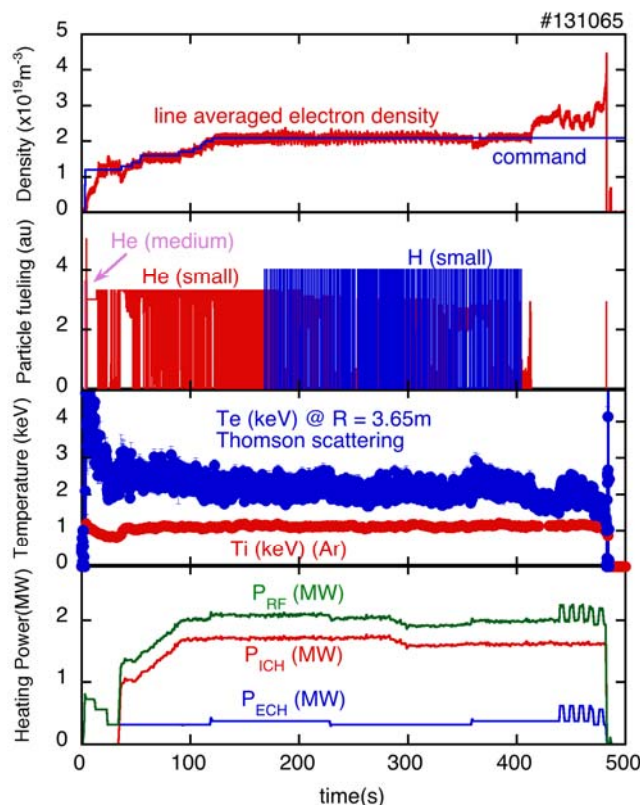 #131065
Density (x10¹⁹m⁻³)
5
4
3
2
1
0
line averaged electron density
command
Particle fueling (au)
4
2
0
He (medium)
He (small)
H (small)
Temperature (keV)
4
3
2
1
0
Te (keV) @ R = 3.65m
Thomson scattering
Ti (keV) (Ar)
Heating Power(MW)
2
1
0
P_RF (MW)
P_ICH (MW)
P_ECH (MW)
0 100 200 300 400 500
time(s)